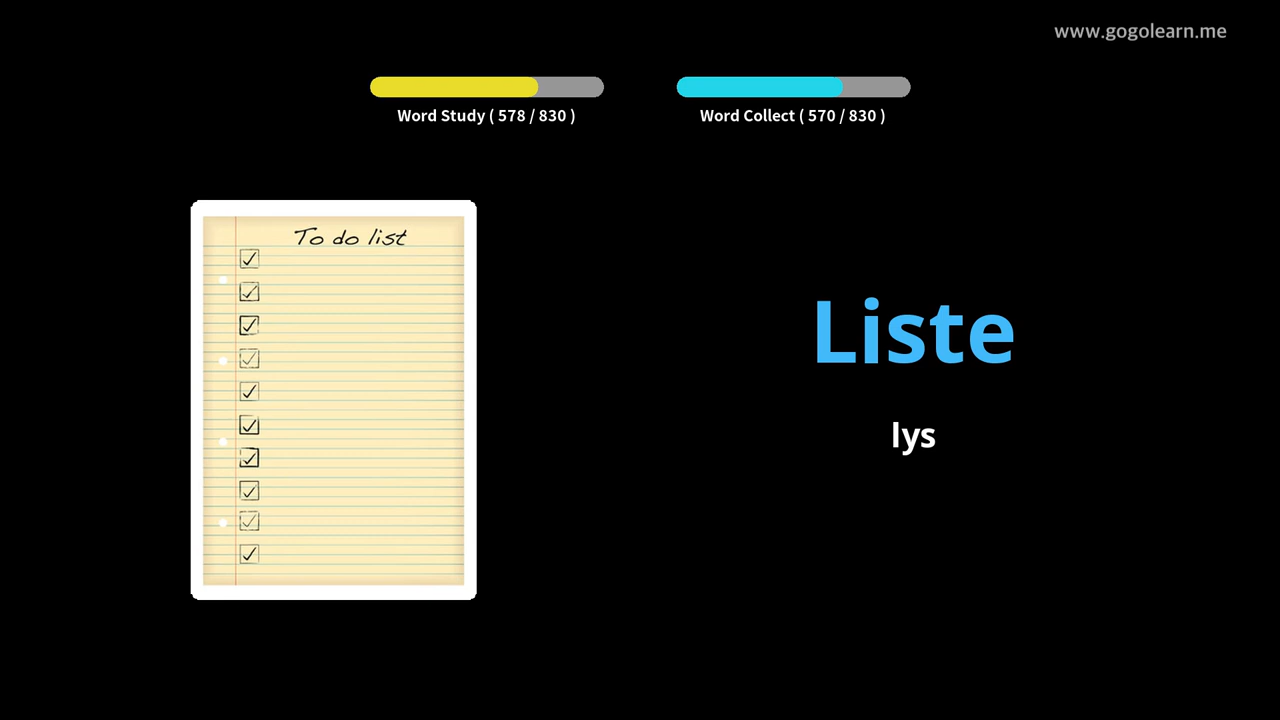 www.gogolearn.me
Word Study ( 578 / 830 )
Word Collect ( 570 / 830 )
To do list
Liste
lys